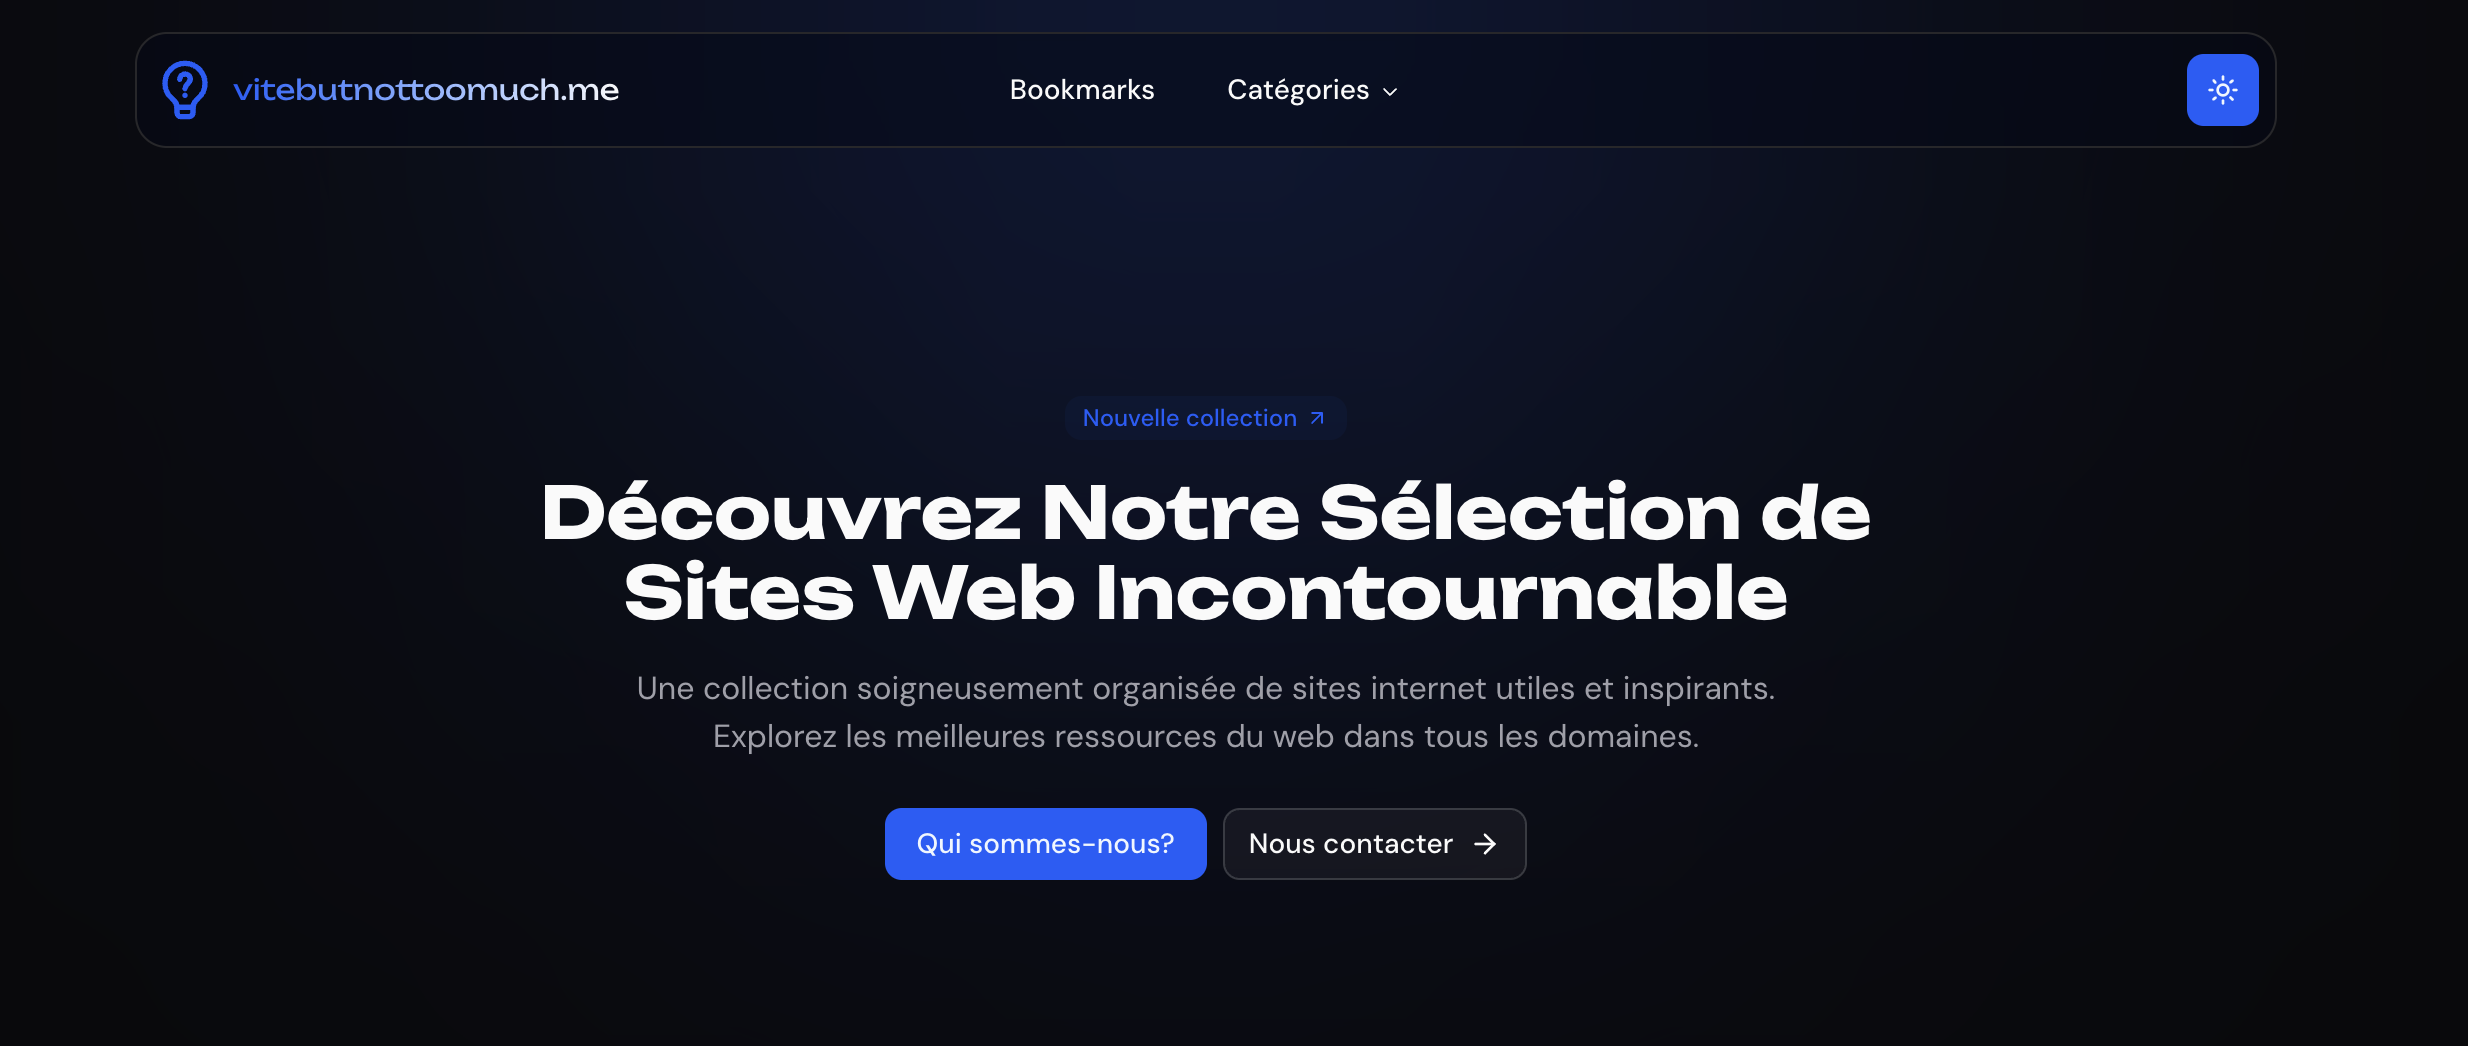 vitebutnottoomuch.me
Bookmarks
Catégories
Nouvelle collection
Découvrez Notre Sélection de
Sites Web Incontournable
Une collection soigneusement organisée de sites internet utiles et inspirants.
Explorez les meilleures ressources du web dans tous les domaines.
Qui sommes-nous?
Nous contacter